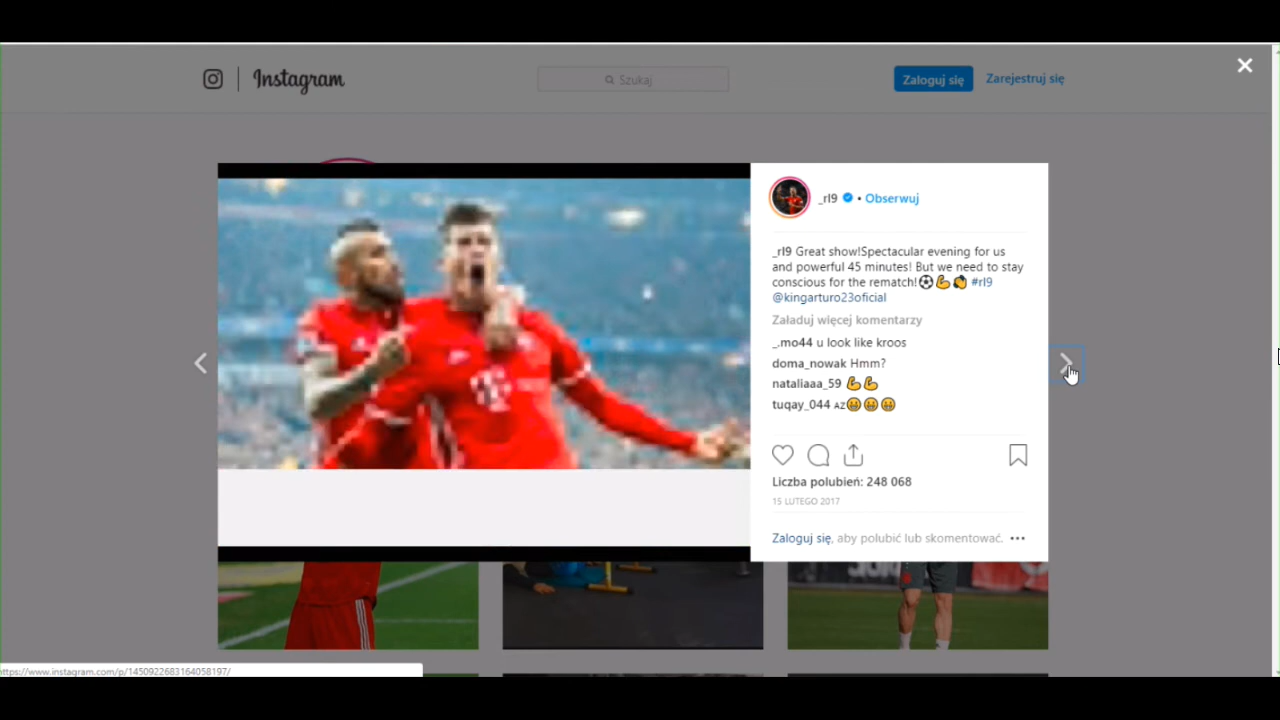 Instagram
Szukaj
Zaloguj się
Zarejestruj się
_rl9 • Obserwuj
_rl9 Great show!Spectacular evening for us
and powerful 45 minutes! But we need to stay
conscious for the rematch!⚽💪👏 #rl9
@kingarturo23oficial
Załaduj więcej komentarzy
_.mo44 u look like kroos
doma_nowak Hmm?
nataliaaa_59 💪💪
tuqay_044 ᴀᴢ😀😀😀
Liczba polubień: 248 068
15 LUTEGO 2017
Zaloguj się, aby polubić lub skomentować.
https://www.instagram.com/p/1450922683164058197/